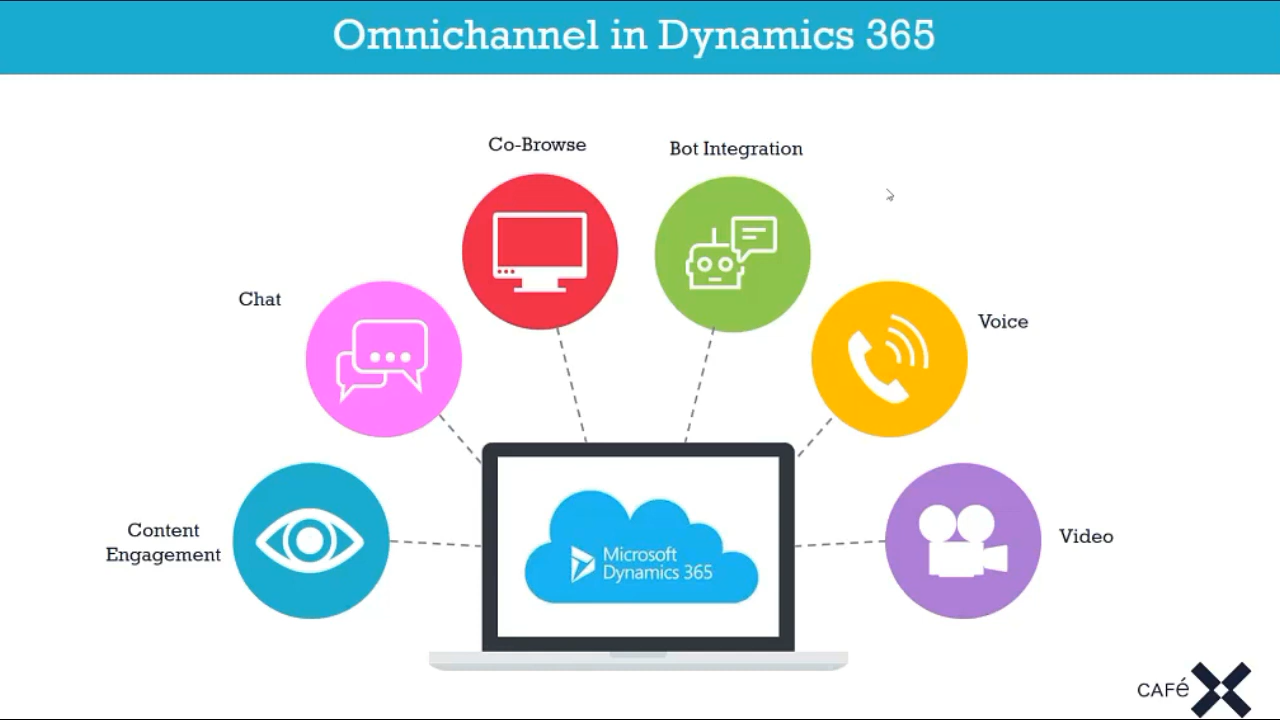 Omnichannel in Dynamics 365
Co-Browse
Bot Integration
Chat
Voice
Content
Engagement
Microsoft
Dynamics 365
Video
CAFé X